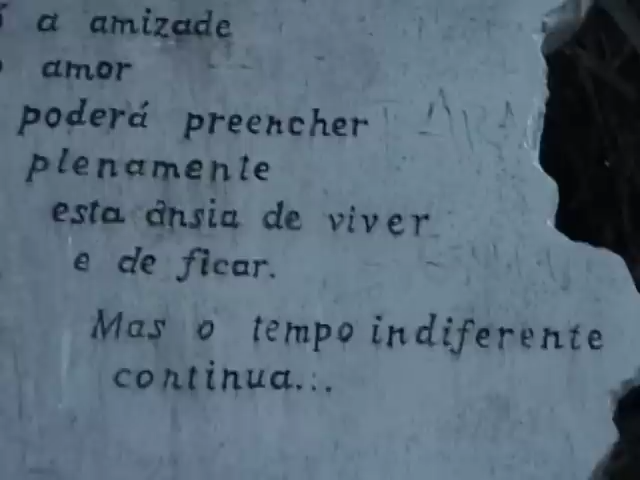 a amizade
amor
poderá preencher
plenamente
esta ânsia de viver
e de ficar.
Mas o tempo indiferente
continua...